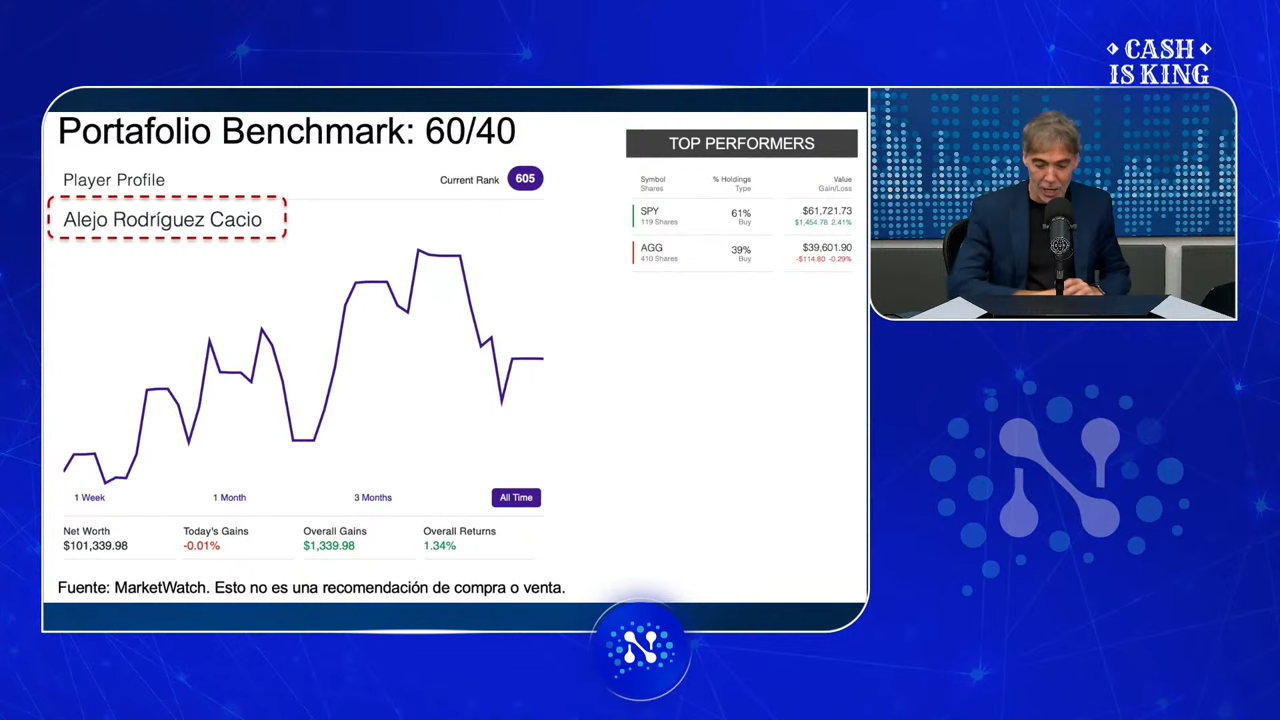 CASH
IS KING
Portafolio Benchmark: 60/40
Player Profile
Current Rank 605
Alejo Rodríguez Cacio
1 Week 1 Month 3 Months All Time
Net Worth Today's Gains Overall Gains Overall Returns
$101,339.98 -0.01% $1,339.98 1.34%
Fuente: MarketWatch. Esto no es una recomendación de compra o venta.
TOP PERFORMERS
Symbol % Holdings Value
Shares Type Gain/Loss
SPY 61% $61,721.73
119 Shares Buy $1,454.78 2.41%
AGG 39% $39,601.90
410 Shares Buy -$114.80 -0.29%
N
N